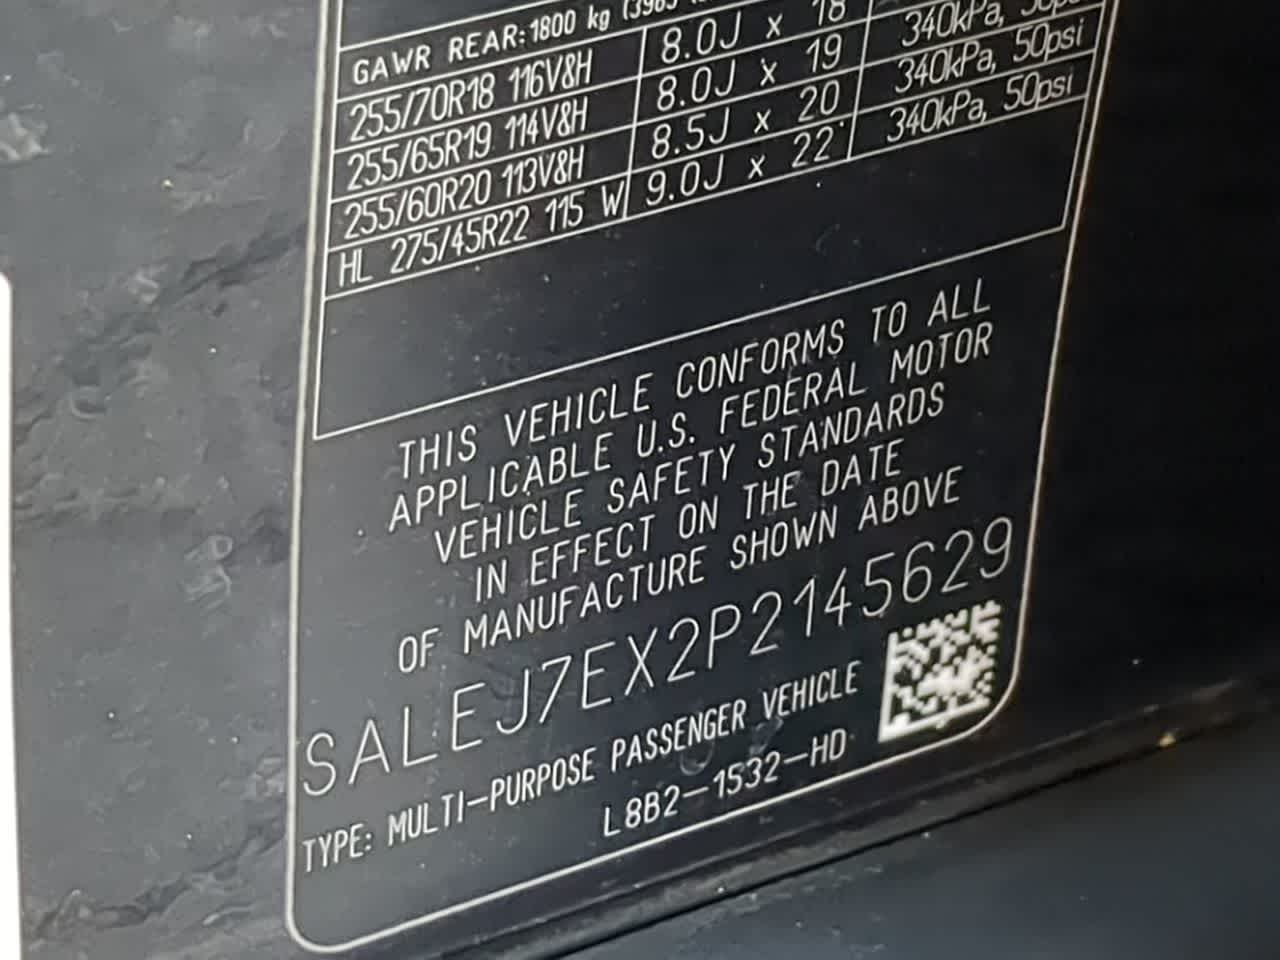 GAWR REAR: 1800 kg
255/70R18 116V&H 8.0J x 18 340kPa,
255/65R19 114V&H 8.0J x 19 340kPa, 50psi
255/60R20 113V&H 8.5J x 20 340kPa, 50psi
HL 275/45R22 115 W 9.0J x 22
THIS VEHICLE CONFORMS TO ALL
APPLICABLE U.S. FEDERAL MOTOR
VEHICLE SAFETY STANDARDS
IN EFFECT ON THE DATE
OF MANUFACTURE SHOWN ABOVE
SALEJ7EX2P2145629
TYPE: MULTI-PURPOSE PASSENGER VEHICLE
L8B2-1532-HD